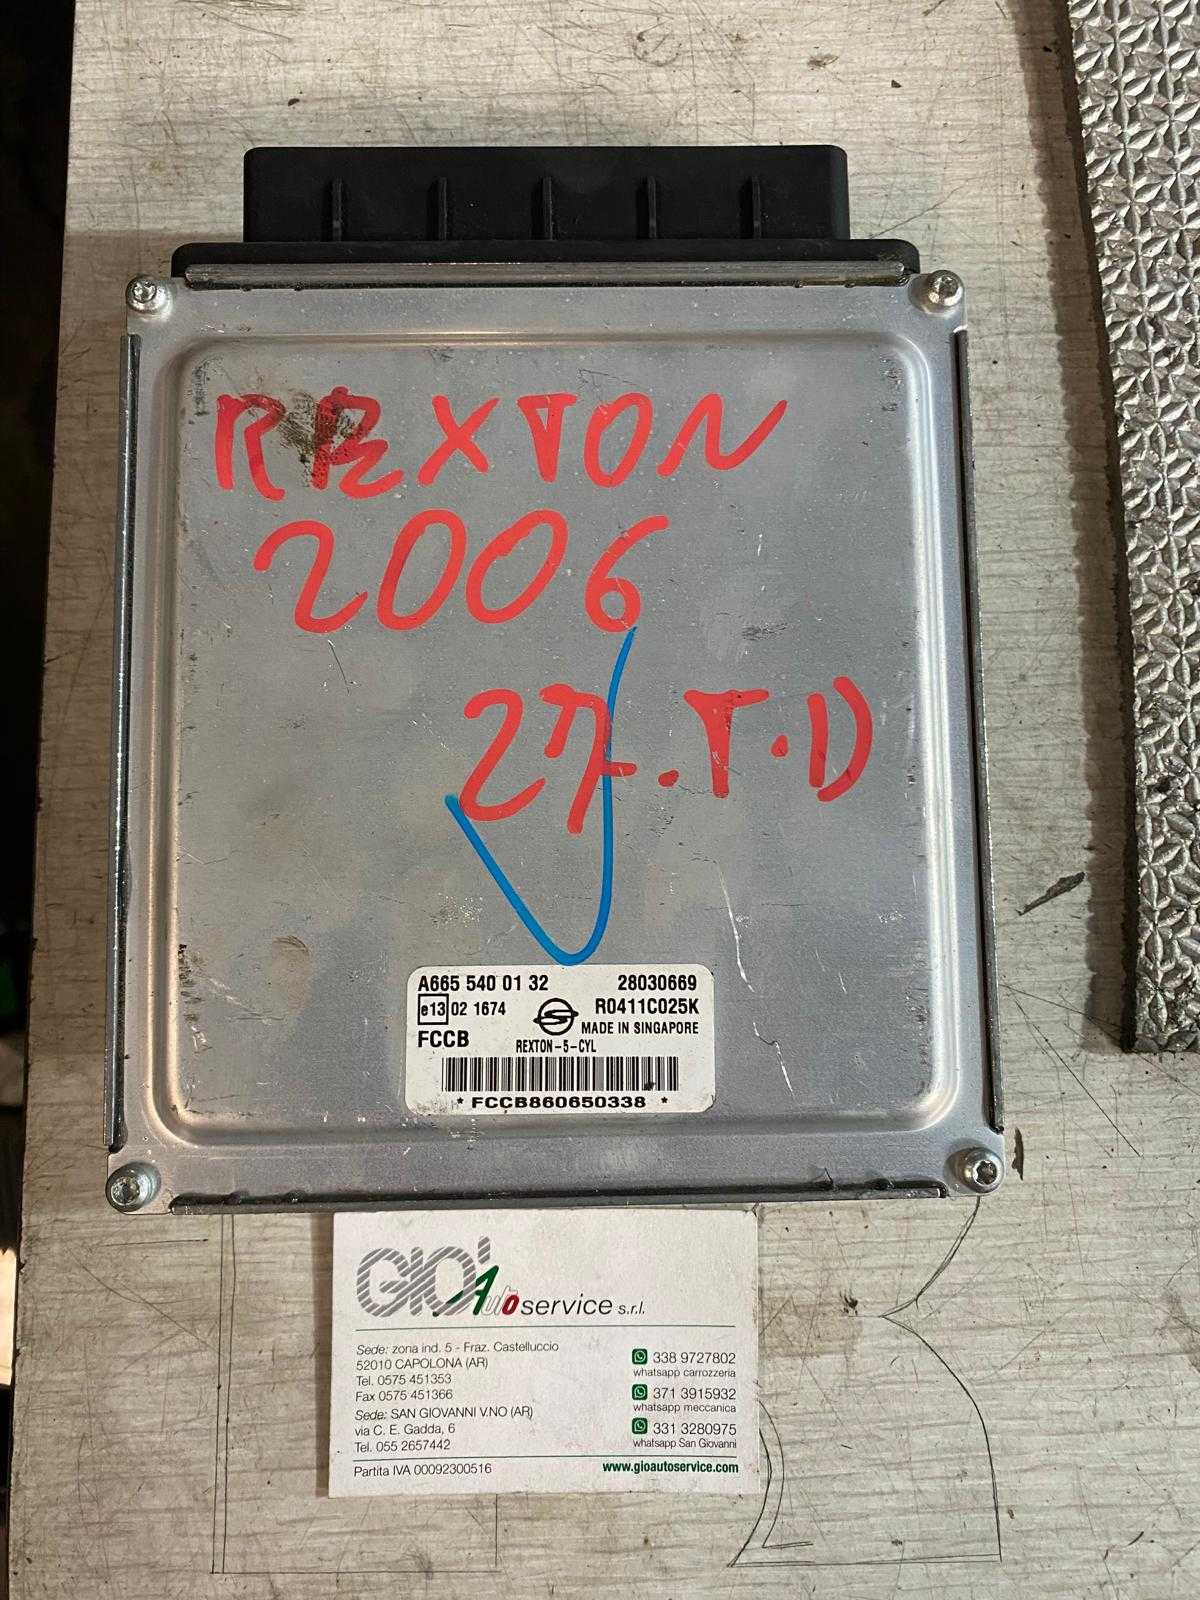 REXTON
2006
27.T.D
A665 540 01 32 28030669
e13 02 1674 R0411C025K
MADE IN SINGAPORE
FCCB REXTON-5-CYL
* FCCB860650338 *
GIO' Auto service s.r.l.
Sede: zona ind. 5 - Fraz. Castelluccio
52010 CAPOLONA (AR)
Tel. 0575 451353
Fax 0575 451366
Sede: SAN GIOVANNI V.NO (AR)
via C. E. Gadda, 6
Tel. 055 2657442
338 9727802
whatsapp carrozzeria
371 3915932
whatsapp meccanica
331 3280975
whatsapp San Giovanni
Partita IVA 00092300516 www.gioautoservice.com